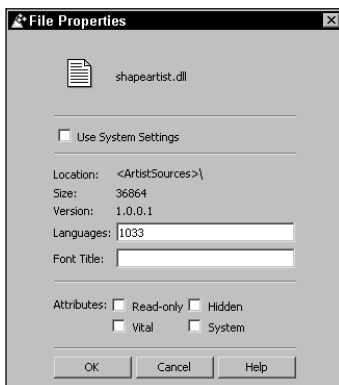 File Properties
shapeartist.dll
Use System Settings
Location: <ArtistSources>\
Size: 36864
Version: 1.0.0.1
Languages: 1033
Font Title:
Attributes: Read-only Hidden
Vital System
OK Cancel Help